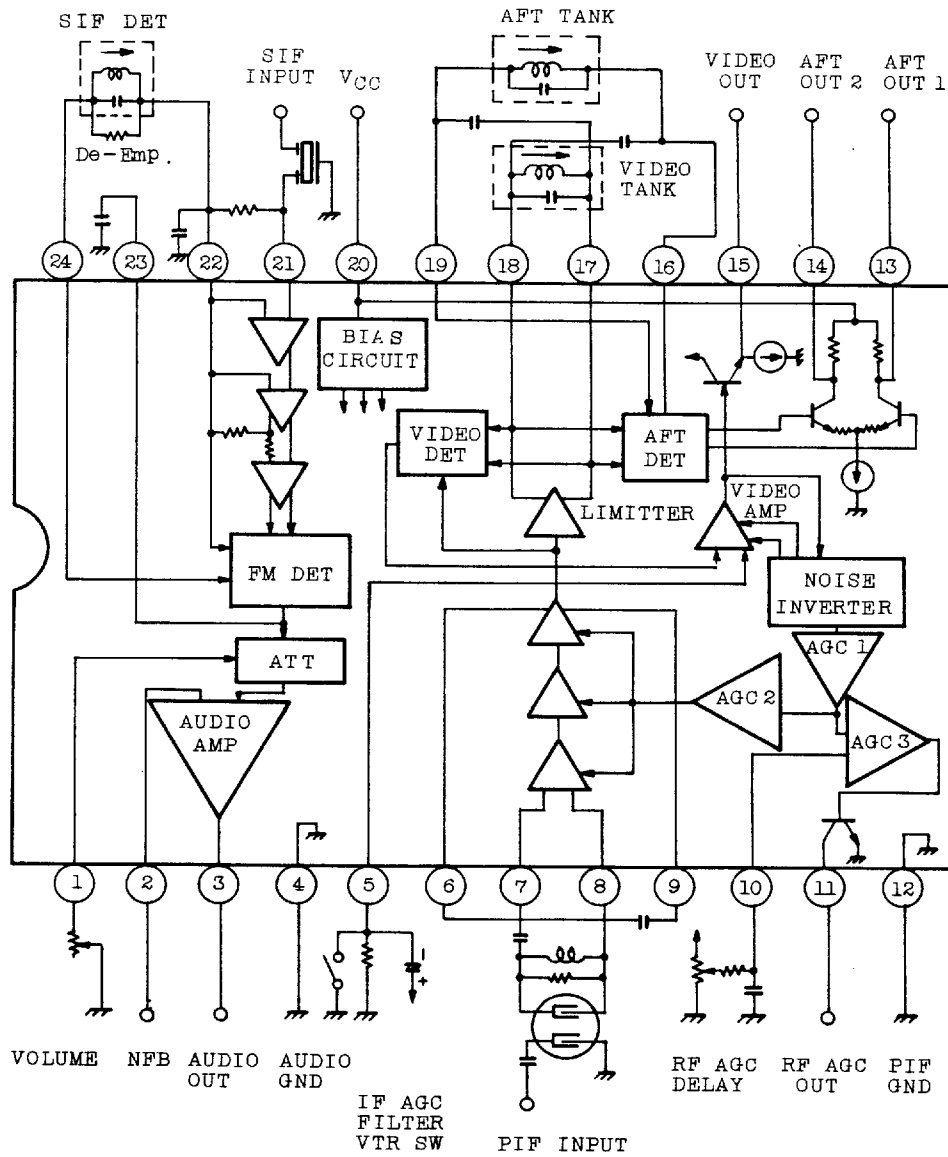 SIF DET
AFT TANK
SIF
INPUT
VCC
VIDEO
OUT
AFT
OUT 2
AFT
OUT 1
De-Emp.
VIDEO
TANK
24
23
22
21
20
19
18
17
16
15
14
13
BIAS
CIRCUIT
VIDEO
DET
AFT
DET
LIMITTER
VIDEO
AMP
FM DET
NOISE
INVERTER
ATT
AGC 1
AGC 2
AGC 3
AUDIO
AMP
1
2
3
4
5
6
7
8
9
10
11
12
-
+
VOLUME
NFB
AUDIO
OUT
AUDIO
GND
IF AGC
FILTER
VTR SW
PIF INPUT
RF AGC
DELAY
RF AGC
OUT
PIF
GND